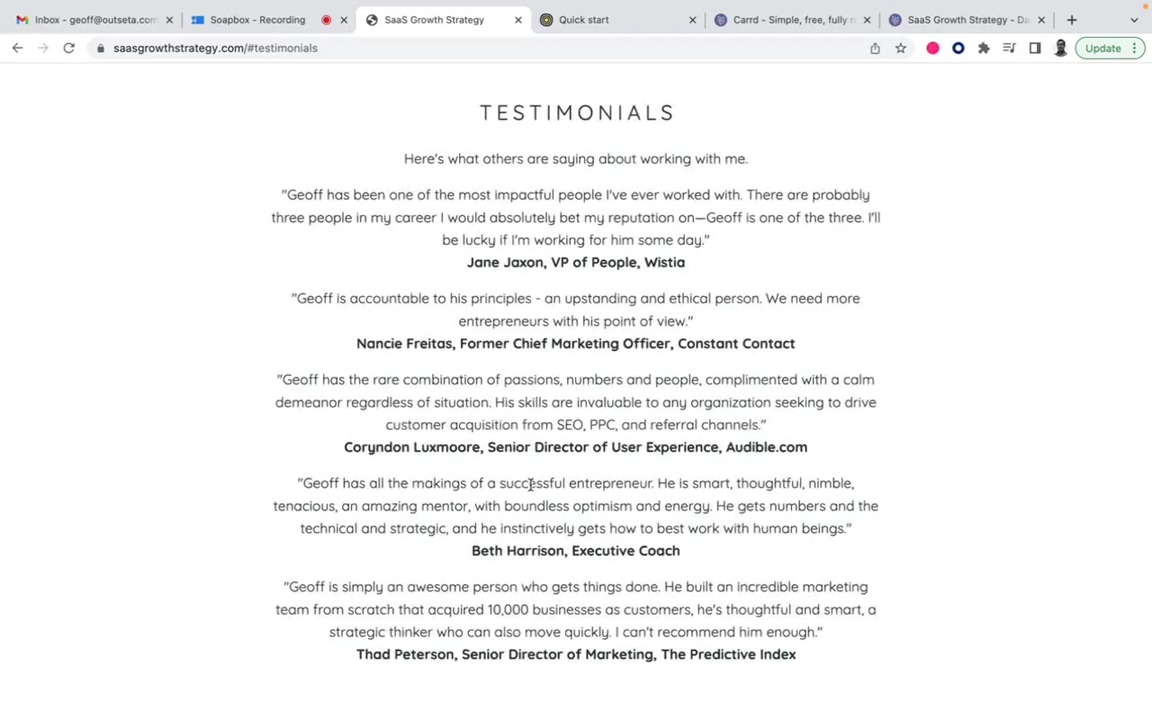 Inbox - geoff@outseta.com
Soapbox - Recording
SaaS Growth Strategy
Quick start
Carrd - Simple, free, fully re
SaaS Growth Strategy - Da
saasgrowthstrategy.com/#testimonials
Update
TESTIMONIALS
Here's what others are saying about working with me.
"Geoff has been one of the most impactful people I've ever worked with. There are probably
three people in my career I would absolutely bet my reputation on—Geoff is one of the three. I'll
be lucky if I'm working for him some day."
Jane Jaxon, VP of People, Wistia
"Geoff is accountable to his principles - an upstanding and ethical person. We need more
entrepreneurs with his point of view."
Nancie Freitas, Former Chief Marketing Officer, Constant Contact
"Geoff has the rare combination of passions, numbers and people, complimented with a calm
demeanor regardless of situation. His skills are invaluable to any organization seeking to drive
customer acquisition from SEO, PPC, and referral channels."
Coryndon Luxmoore, Senior Director of User Experience, Audible.com
"Geoff has all the makings of a successful entrepreneur. He is smart, thoughtful, nimble,
tenacious, an amazing mentor, with boundless optimism and energy. He gets numbers and the
technical and strategic, and he instinctively gets how to best work with human beings."
Beth Harrison, Executive Coach
"Geoff is simply an awesome person who gets things done. He built an incredible marketing
team from scratch that acquired 10,000 businesses as customers, he's thoughtful and smart, a
strategic thinker who can also move quickly. I can't recommend him enough."
Thad Peterson, Senior Director of Marketing, The Predictive Index